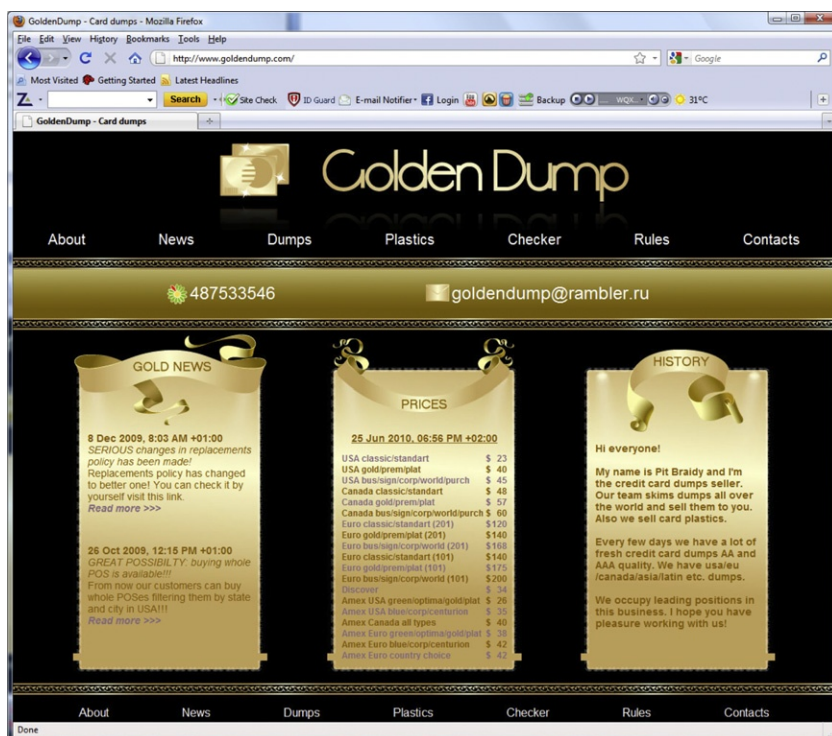 GoldenDump - Card dumps - Mozilla Firefox
File Edit View History Bookmarks Tools Help
http://www.goldendump.com/
Google
Most Visited Getting Started Latest Headlines
Search Site Check ID Guard E-mail Notifier Login Backup 31°C
GoldenDump - Card dumps
Golden Dump
About News Dumps Plastics Checker Rules Contacts
487533546 goldendump@rambler.ru
GOLD NEWS
8 Dec 2009, 8:03 AM +01:00
SERIOUS changes in replacements
policy has been made!
Replacements policy has changed
to better one! You can check it by
yourself visit this link.
Read more >>>
26 Oct 2009, 12:15 PM +01:00
GREAT POSSIBILTY: buying whole
POS is available!!!
From now our customers can buy
whole POSes filtering them by state
and city in USA!!!
Read more >>>
PRICES
25 Jun 2010, 06:56 PM +02:00
USA classic/standart $ 23
USA gold/prem/plat $ 40
USA bus/sign/corp/world/purch $ 45
Canada classic/standart $ 48
Canada gold/prem/plat $ 57
Canada bus/sign/corp/world/purch $ 60
Euro classic/standart (201) $120
Euro gold/prem/plat (201) $140
Euro bus/sign/corp/world (201) $168
Euro classic/standart (101) $140
Euro gold/prem/plat (101) $175
Euro bus/sign/corp/world (101) $200
Discover $ 34
Amex USA green/optima/gold/plat $ 26
Amex USA blue/corp/centurion $ 35
Amex Canada all types $ 40
Amex Euro green/optima/gold/plat $ 38
Amex Euro blue/corp/centurion $ 42
Amex Euro country choice $ 42
HISTORY
Hi everyone!
My name is Pit Braidy and I'm
the credit card dumps seller.
Our team skims dumps all over
the world and sell them to you.
Also we sell card plastics.
Every few days we have a lot of
fresh credit card dumps AA and
AAA quality. We have usa/eu
/canada/asia/latin etc. dumps.
We occupy leading positions in
this business. I hope you have
pleasure working with us!
About News Dumps Plastics Checker Rules Contacts
Done